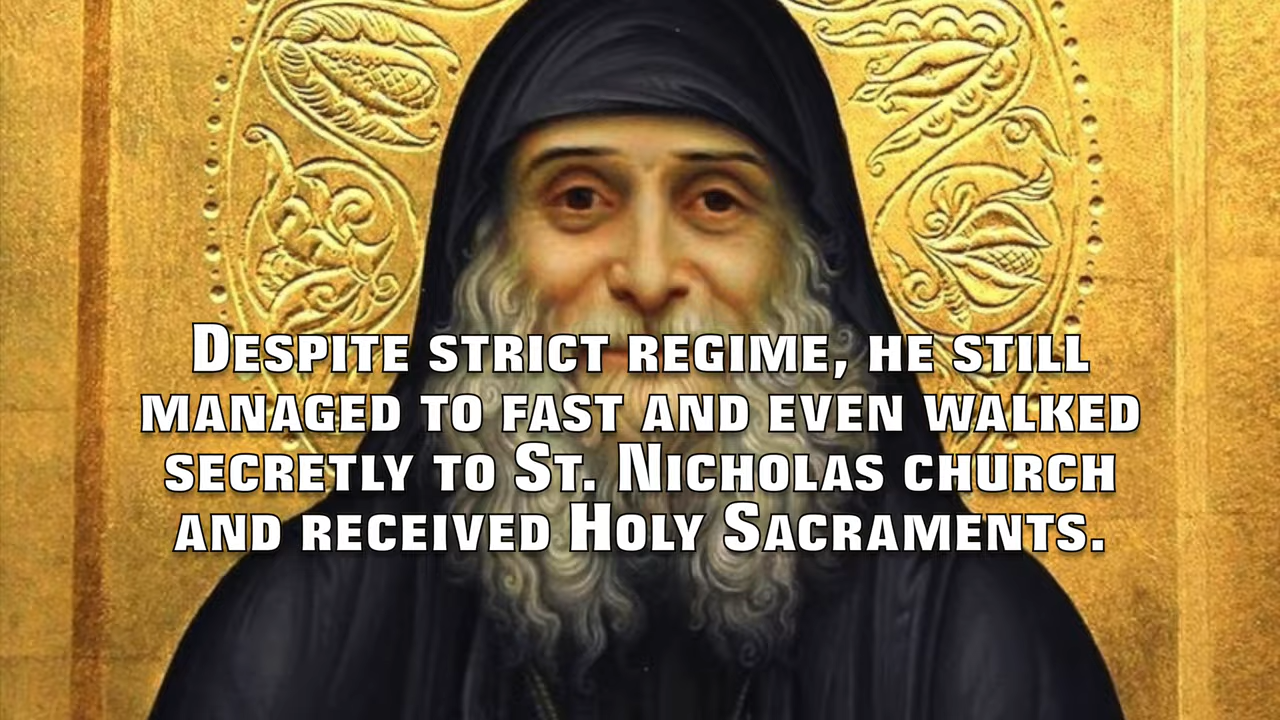 Despite strict regime, he still
managed to fast and even walked
secretly to St. Nicholas church
and received Holy Sacraments.